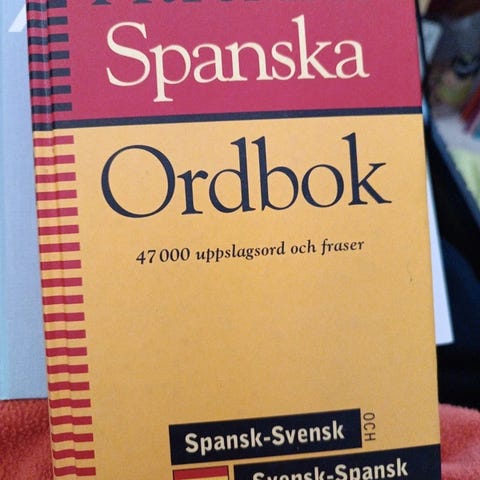 Spanska
Ordbok
47 000 uppslagsord och fraser
Spansk-Svensk
OCH
Svensk-Spansk